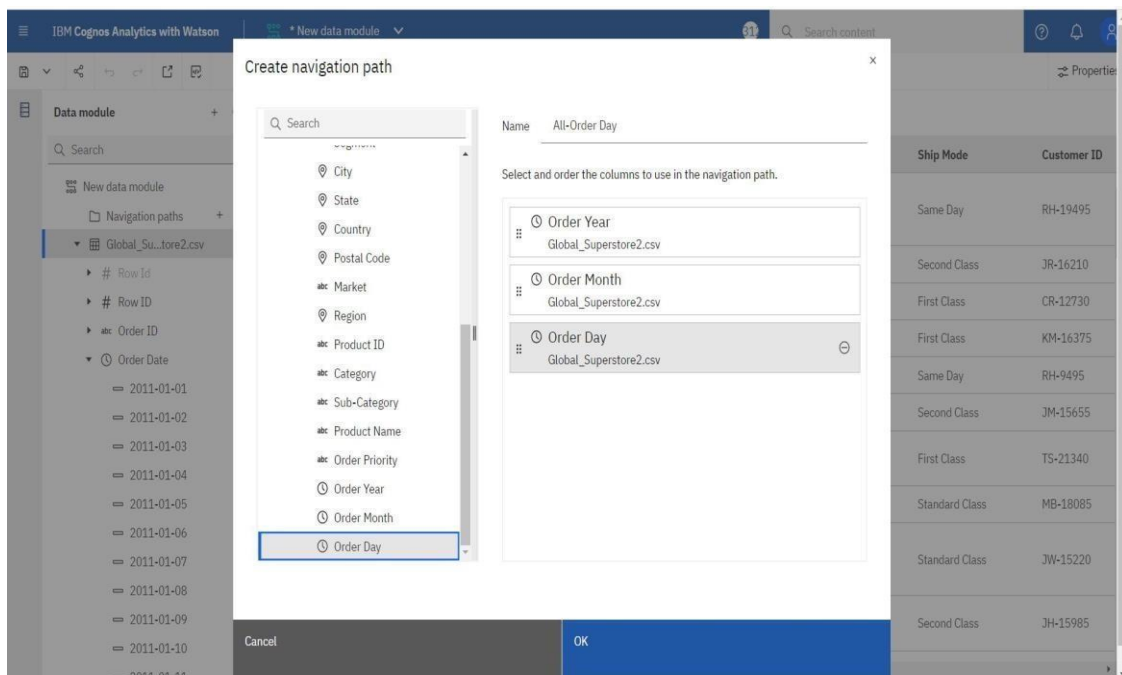 IBM Cognos Analytics with Watson
* New data module
31
Search content
Properties
Data module
Search
New data module
Navigation paths
Global_Su...tore2.csv
# Row Id
# Row ID
abc Order ID
Order Date
2011-01-01
2011-01-02
2011-01-03
2011-01-04
2011-01-05
2011-01-06
2011-01-07
2011-01-08
2011-01-09
2011-01-10
Create navigation path
x
Search
City
State
Country
Postal Code
abc Market
Region
abc Product ID
abc Category
abc Sub-Category
abc Product Name
abc Order Priority
Order Year
Order Month
Order Day
Name All-Order Day
Select and order the columns to use in the navigation path.
Order Year
Global_Superstore2.csv
Order Month
Global_Superstore2.csv
Order Day
Global_Superstore2.csv
Cancel
OK
Ship Mode Customer ID
Same Day RH-19495
Second Class JR-16210
First Class CR-12730
First Class KM-16375
Same Day RH-9495
Second Class JM-15655
First Class TS-21340
Standard Class MB-18085
Standard Class JW-15220
Second Class JH-15985